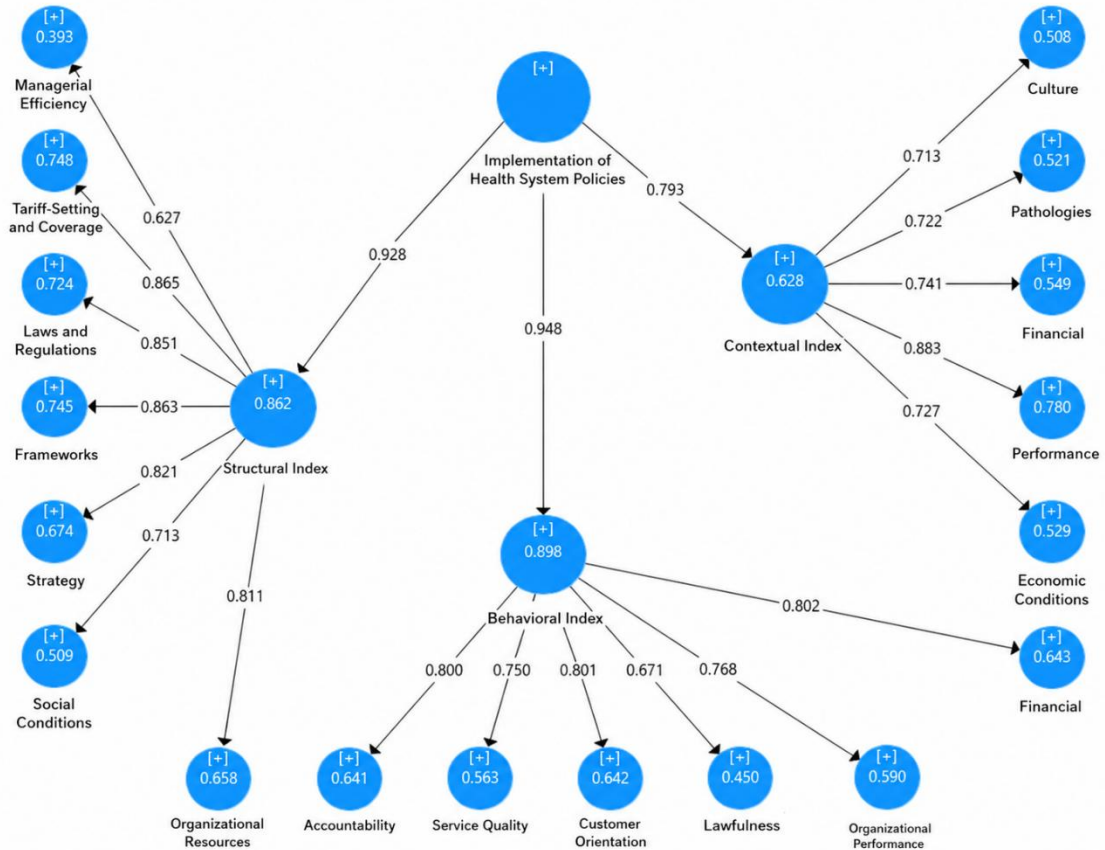 [+]
0.393
Managerial
Efficiency
[+]
0.748
Tariff-Setting
and Coverage
[+]
0.724
Laws and
Regulations
[+]
0.745
Frameworks
[+]
0.674
Strategy
[+]
0.509
Social
Conditions
0.627
0.865
0.851
0.863
0.821
0.713
0.811
[+]
0.862
Structural Index
[+]
0.658
Organizational
Resources
[+]
Implementation of
Health System Policies
0.928
0.948
0.793
[+]
0.898
Behavioral Index
0.800
0.750
0.801
0.671
0.768
0.802
[+]
0.641
Accountability
[+]
0.563
Service Quality
[+]
0.642
Customer
Orientation
[+]
0.450
Lawfulness
[+]
0.590
Organizational
Performance
[+]
0.643
Financial
[+]
0.628
Contextual Index
0.713
0.722
0.741
0.883
0.727
[+]
0.508
Culture
[+]
0.521
Pathologies
[+]
0.549
Financial
[+]
0.780
Performance
[+]
0.529
Economic
Conditions